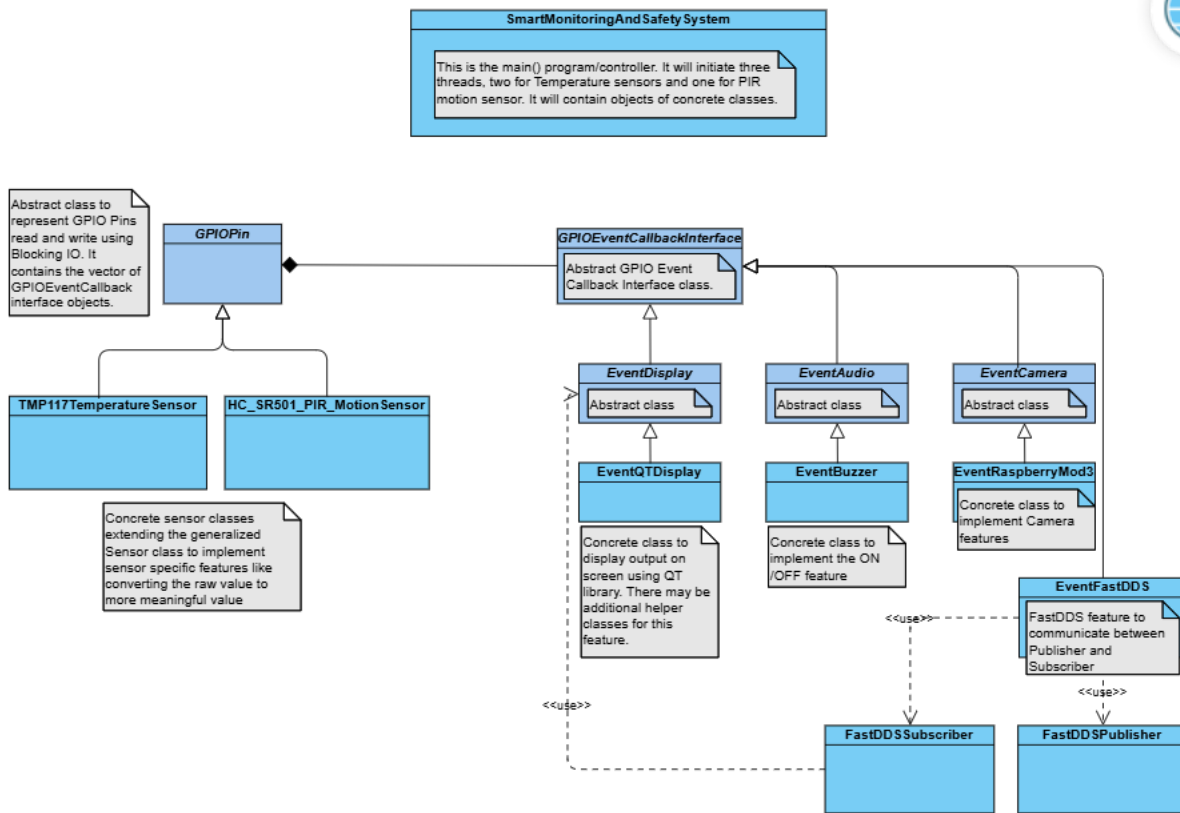 SmartMonitoringAndSafetySystem
This is the main() program/controller. It will initiate three
threads, two for Temperature sensors and one for PIR
motion sensor. It will contain objects of concrete classes.
Abstract class to
represent GPIO Pins
read and write using
Blocking IO. It
contains the vector of
GPIOEventCallback
interface objects.
GPIOPin
GPIOEventCallbackInterface
Abstract GPIO Event
Callback Interface class.
EventDisplay
Abstract class
EventAudio
Abstract class
EventCamera
Abstract class
TMP117TemperatureSensor
HC_SR501_PIR_MotionSensor
EventQTDisplay
EventBuzzer
EventRaspberryMod3
Concrete class to
implement Camera
features
Concrete sensor classes
extending the generalized
Sensor class to implement
sensor specific features like
converting the raw value to
more meaningful value
Concrete class to
display output on
screen using QT
library. There may be
additional helper
classes for this
feature.
Concrete class to
implement the ON
/OFF feature
EventFastDDS
FastDDS feature to
communicate between
Publisher and
Subscriber
<<use>>
<<use>>
<<use>>
FastDDSSubscriber
FastDDSPublisher